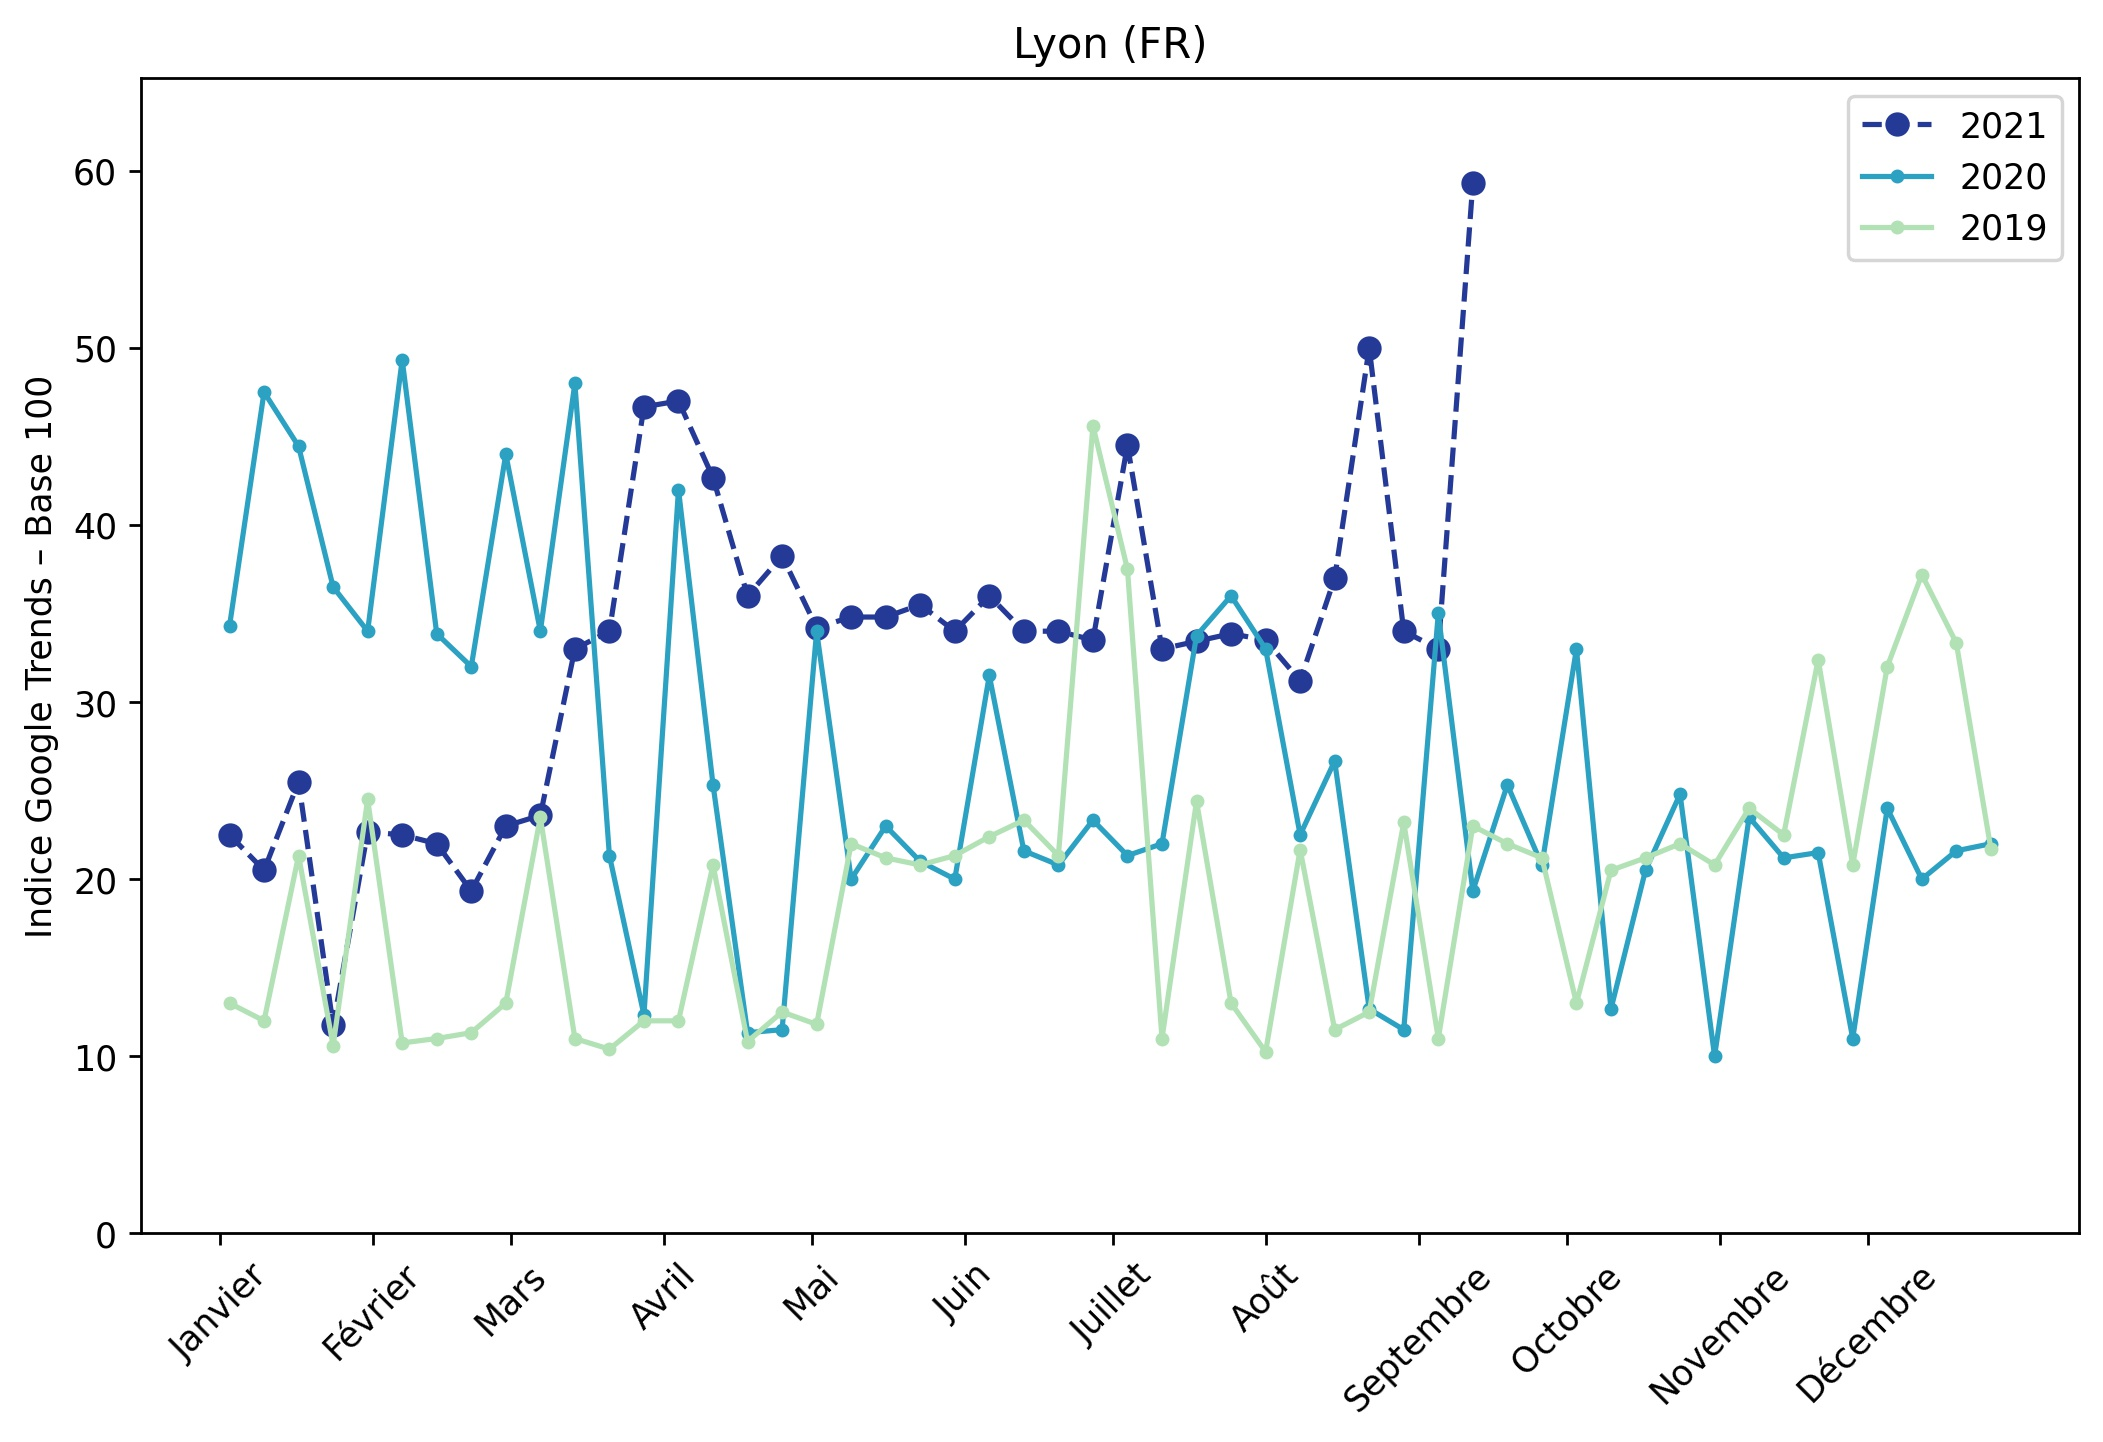 Lyon (FR)
2021
2020
2019
Indice Google Trends – Base 100
60
50
40
30
20
10
0
Janvier
Février
Mars
Avril
Mai
Juin
Juillet
Août
Septembre
Octobre
Novembre
Décembre